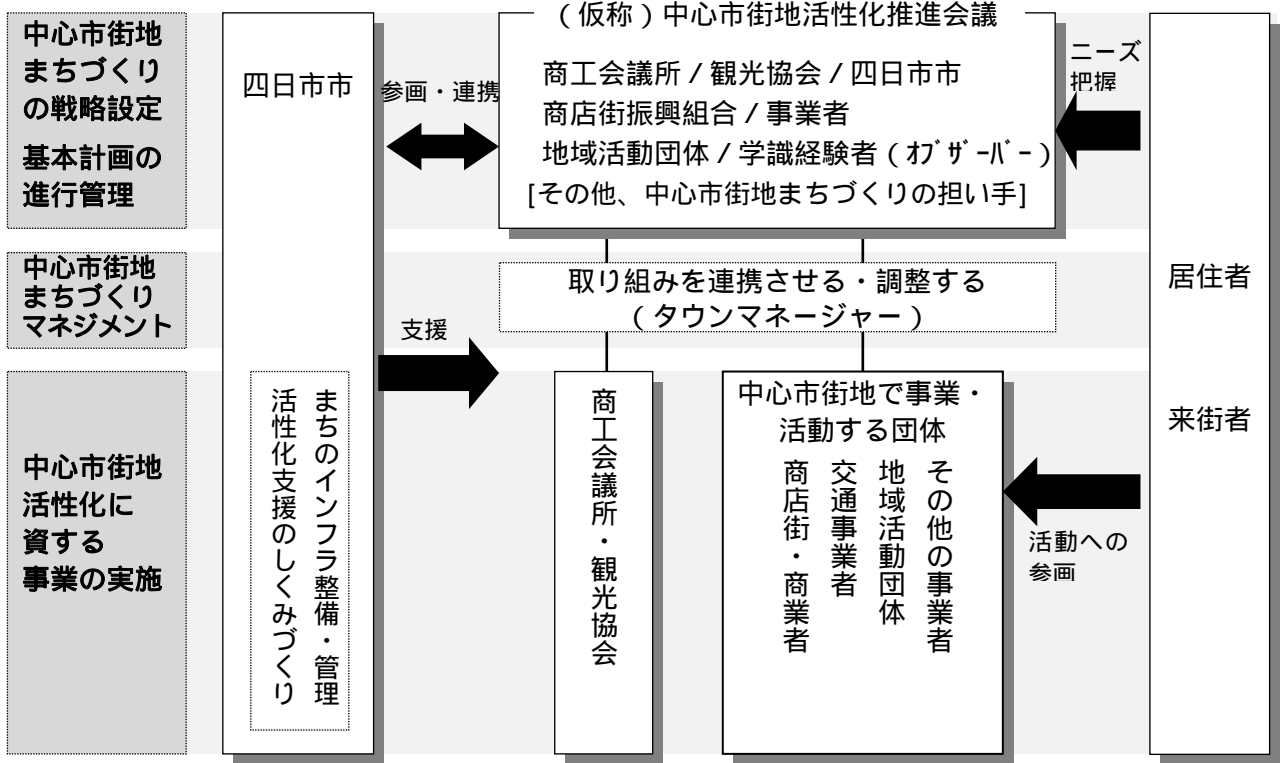 中心市街地
まちづくり
の戦略設定
基本計画の
進行管理
四日市市
参画・連携
(仮称)中心市街地活性化推進会議
商工会議所/観光協会/四日市市
商店街振興組合/事業者
地域活動団体/学識経験者(ｵﾌﾞｻﾞｰﾊﾞｰ)
[その他、中心市街地まちづくりの担い手]
ニーズ
把握
中心市街地
まちづくり
マネジメント
取り組みを連携させる・調整する
(タウンマネージャー)
支援
居住者
来街者
中心市街地
活性化に
資する
事業の実施
まちのインフラ整備・管理
活性化支援のしくみづくり
商工会議所・観光協会
中心市街地で事業・
活動する団体
その他の事業者
地域活動団体
交通事業者
商店街・商業者
活動への
参画